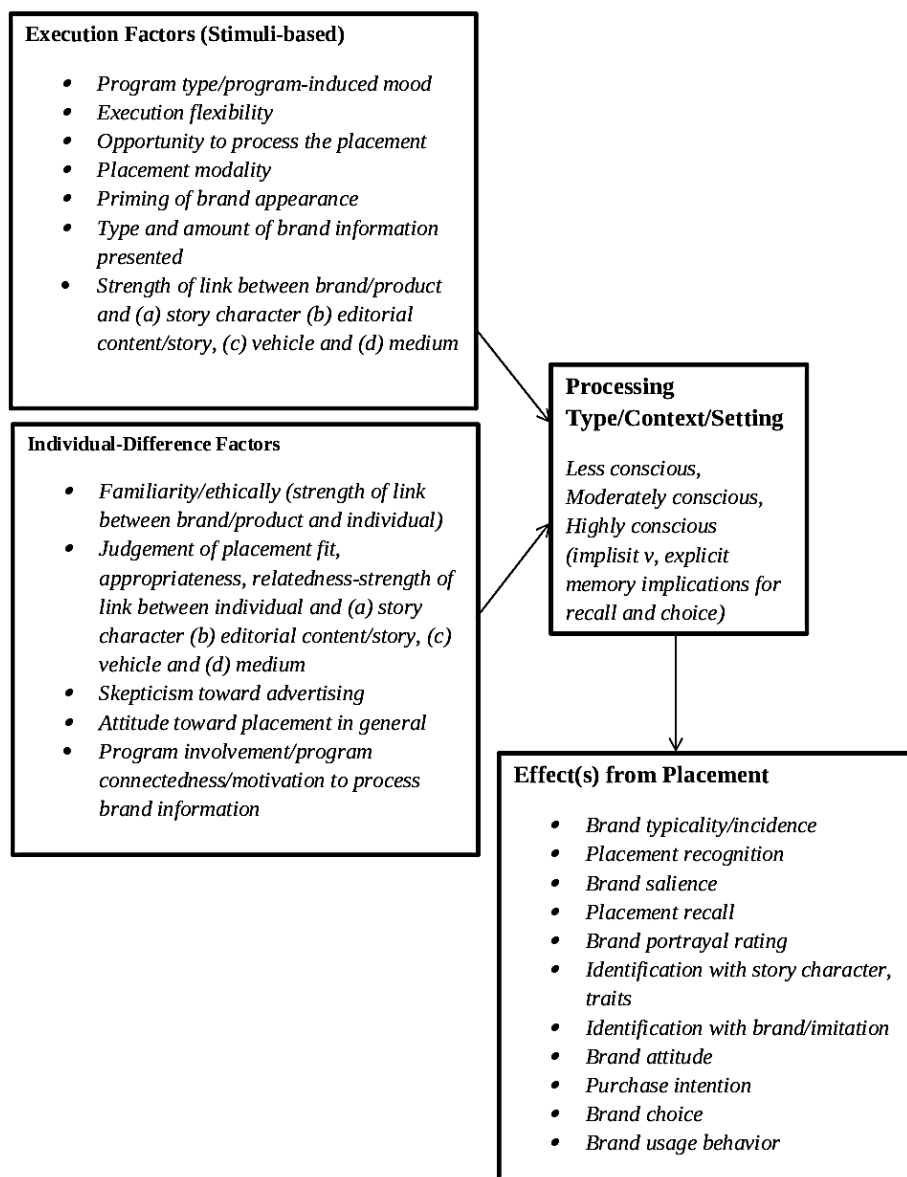 Execution Factors (Stimuli-based)
• Program type/program-induced mood
• Execution flexibility
• Opportunity to process the placement
• Placement modality
• Priming of brand appearance
• Type and amount of brand information
presented
• Strength of link between brand/product
and (a) story character (b) editorial
content/story, (c) vehicle and (d) medium
Individual-Difference Factors
• Familiarity/ethically (strength of link
between brand/product and individual)
• Judgement of placement fit,
appropriateness, relatedness-strength of
link between individual and (a) story
character (b) editorial content/story, (c)
vehicle and (d) medium
• Skepticism toward advertising
• Attitude toward placement in general
• Program involvement/program
connectedness/motivation to process
brand information
Processing
Type/Context/Setting
Less conscious,
Moderately conscious,
Highly conscious
(implisit v, explicit
memory implications for
recall and choice)
Effect(s) from Placement
• Brand typicality/incidence
• Placement recognition
• Brand salience
• Placement recall
• Brand portrayal rating
• Identification with story character,
traits
• Identification with brand/imitation
• Brand attitude
• Purchase intention
• Brand choice
• Brand usage behavior